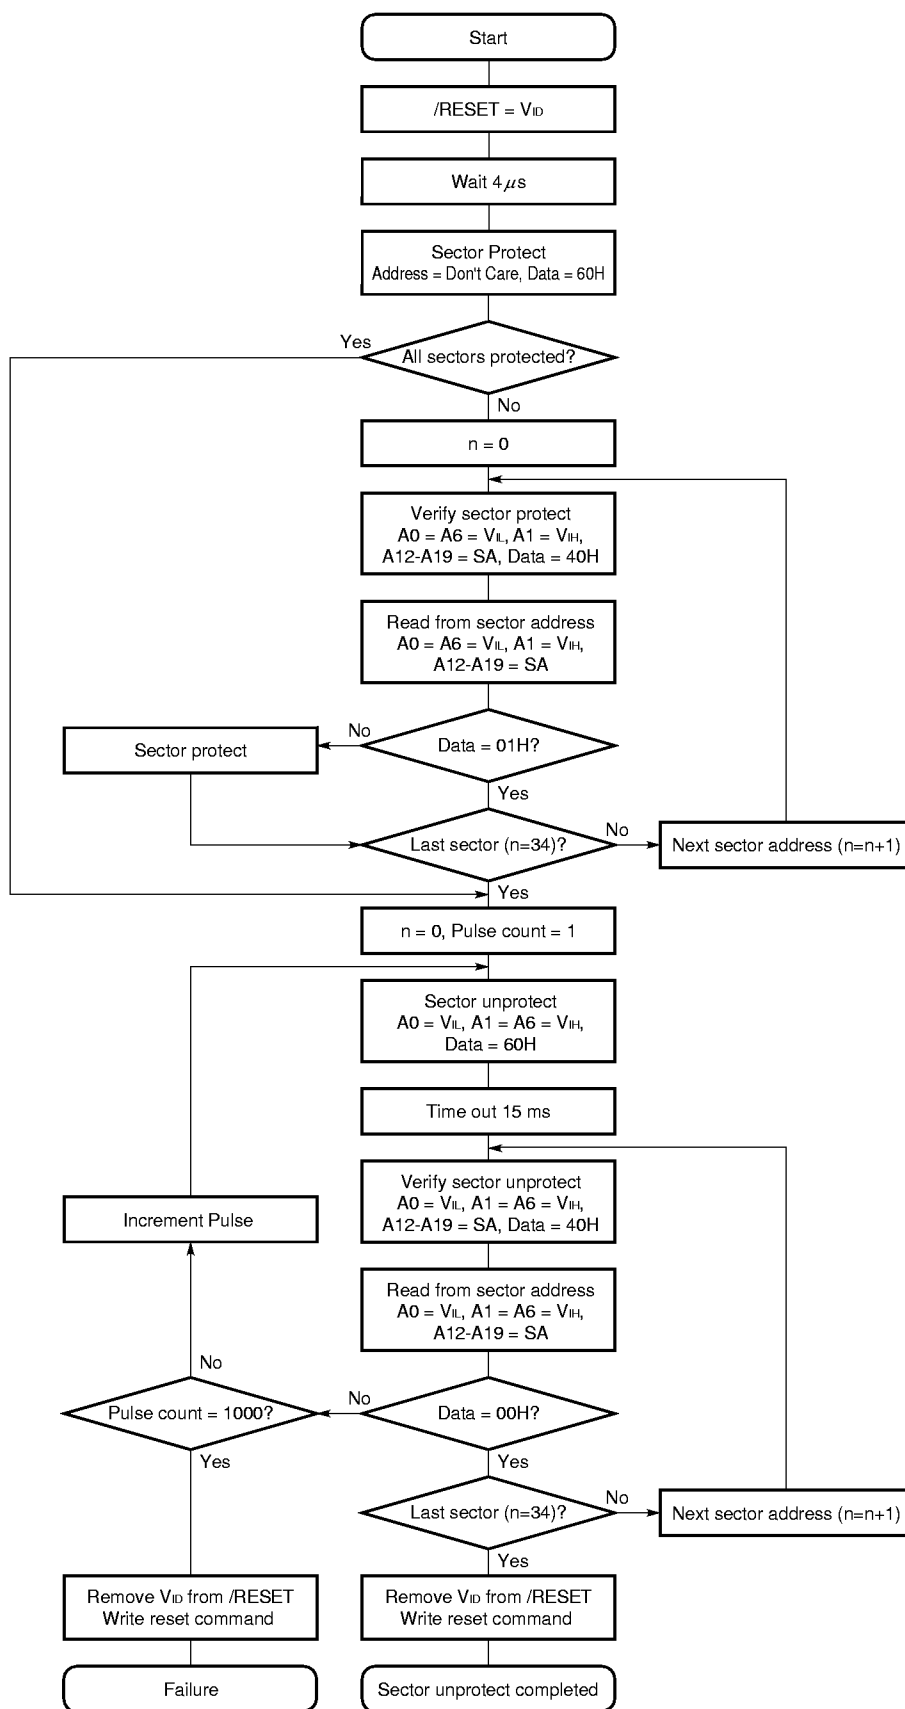 Start
/RESET = VID
Wait 4 μs
Sector Protect
Address = Don't Care, Data = 60H
Yes
All sectors protected?
No
n = 0
Verify sector protect
A0 = A6 = VIL, A1 = VIH,
A12-A19 = SA, Data = 40H
Read from sector address
A0 = A6 = VIL, A1 = VIH,
A12-A19 = SA
No
Data = 01H?
Sector protect
Yes
Last sector (n=34)?
No
Next sector address (n=n+1)
Yes
n = 0, Pulse count = 1
Sector unprotect
A0 = VIL, A1 = A6 = VIH,
Data = 60H
Time out 15 ms
Verify sector unprotect
A0 = VIL, A1 = A6 = VIH,
A12-A19 = SA, Data = 40H
Increment Pulse
Read from sector address
A0 = VIL, A1 = A6 = VIH,
A12-A19 = SA
No
No
Pulse count = 1000?
Data = 00H?
Yes
Yes
Last sector (n=34)?
No
Next sector address (n=n+1)
Yes
Remove VID from /RESET
Write reset command
Remove VID from /RESET
Write reset command
Failure
Sector unprotect completed